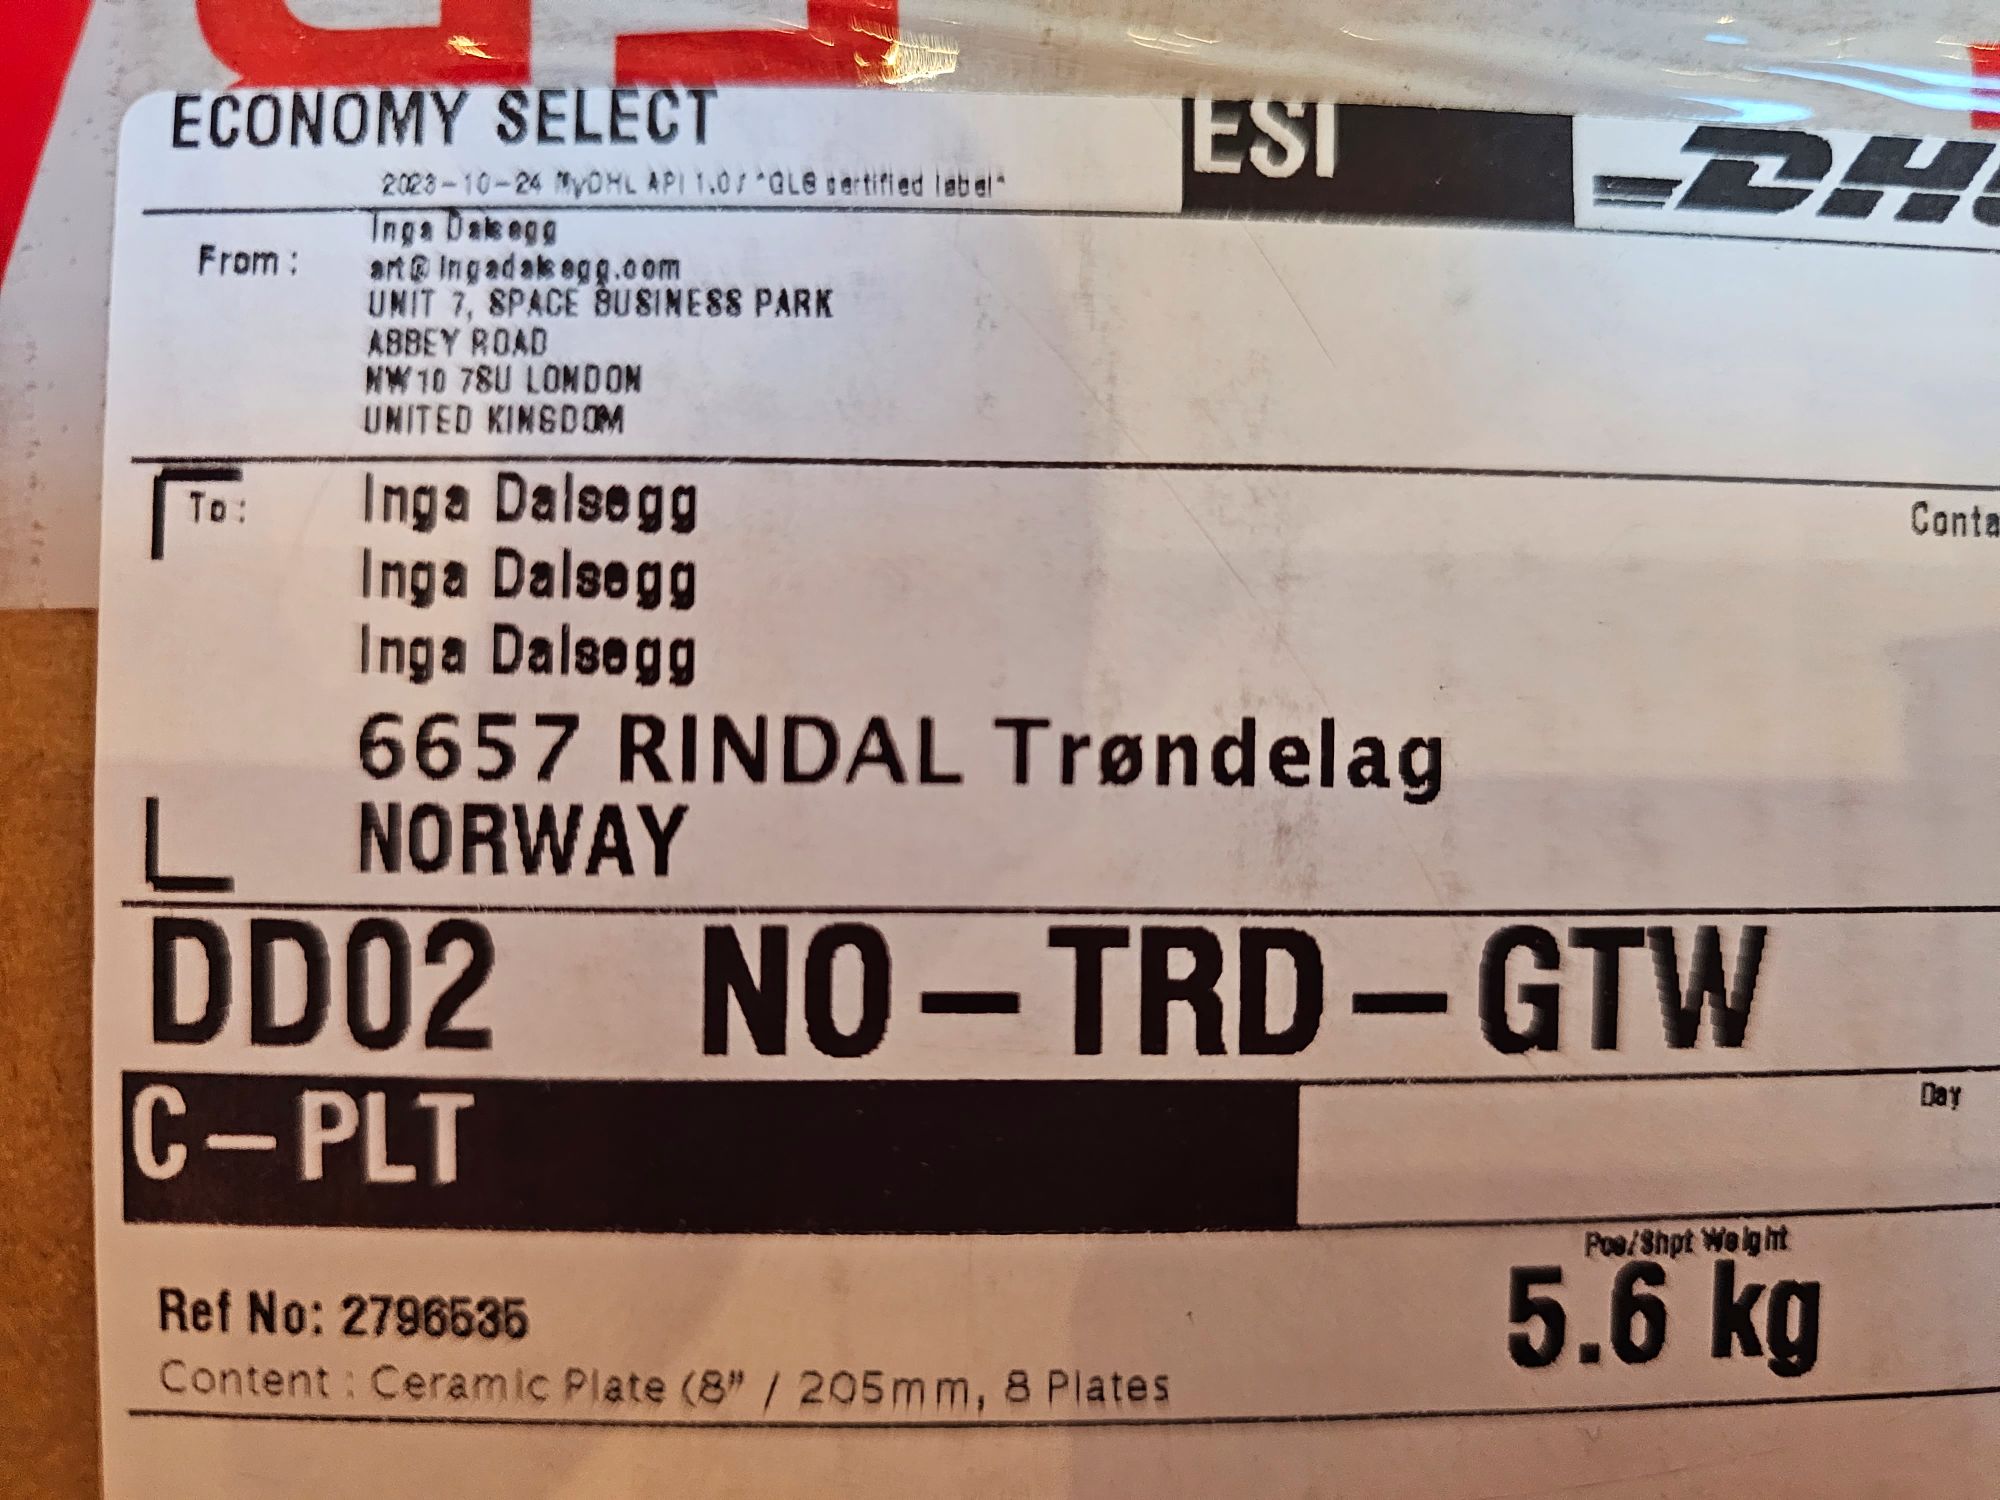 ECONOMY SELECT
ESI
DHL
2023-10-24 MyDHL API 1.0 / *GLS certified label*
From :
Inga Dalsegg
art@ingadalsegg.com
UNIT 7, SPACE BUSINESS PARK
ABBEY ROAD
NW10 7SU LONDON
UNITED KINGDOM
To :
Inga Dalsegg
Conta
Inga Dalsegg
Inga Dalsegg
6657 RINDAL Trøndelag
NORWAY
DD02 NO-TRD-GTW
C-PLT
Day
Pce/Shpt Weight
5.6 kg
Ref No: 2796535
Content : Ceramic Plate (8" / 205mm, 8 Plates